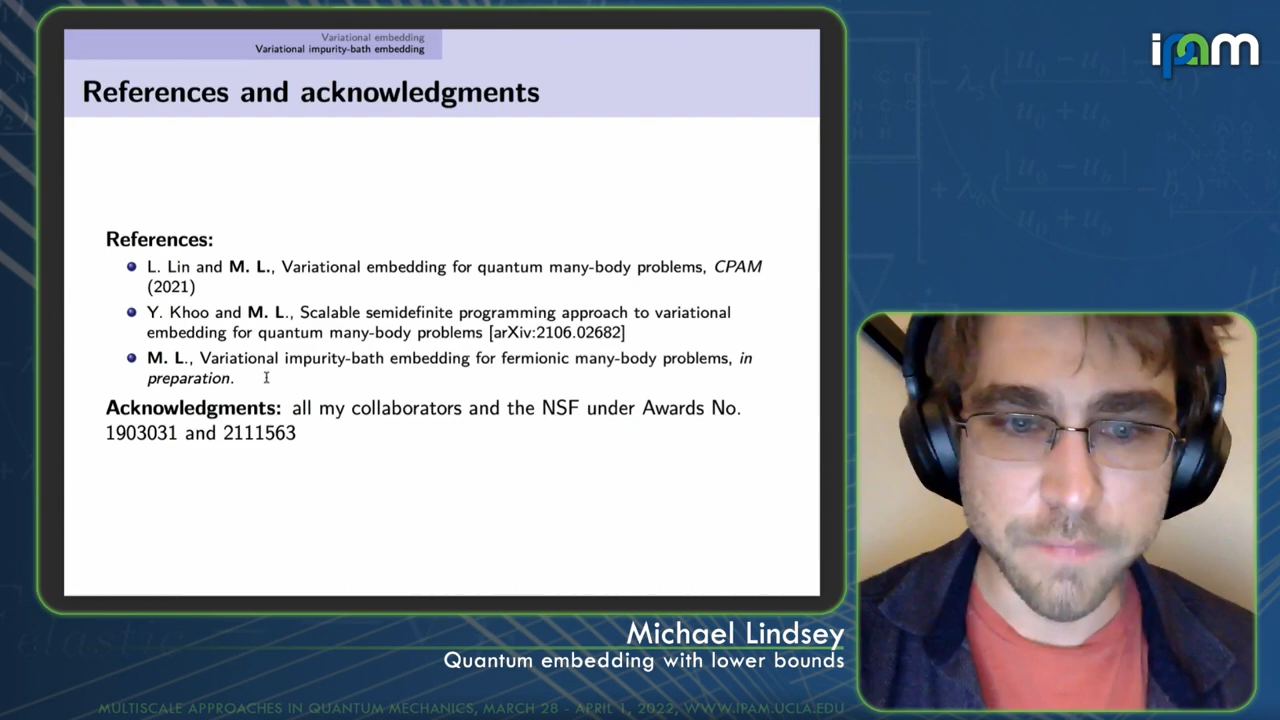 Variational embedding
Variational impurity-bath embedding
References and acknowledgments
References:
L. Lin and M. L., Variational embedding for quantum many-body problems, CPAM
(2021)
Y. Khoo and M. L., Scalable semidefinite programming approach to variational
embedding for quantum many-body problems [arXiv:2106.02682]
M. L., Variational impurity-bath embedding for fermionic many-body problems, in
preparation.
Acknowledgments: all my collaborators and the NSF under Awards No.
1903031 and 2111563
ipam
Michael Lindsey
Quantum embedding with lower bounds
MULTISCALE APPROACHES IN QUANTUM MECHANICS, MARCH 28 - APRIL 1, 2022, WWW.IPAM.UCLA.EDU